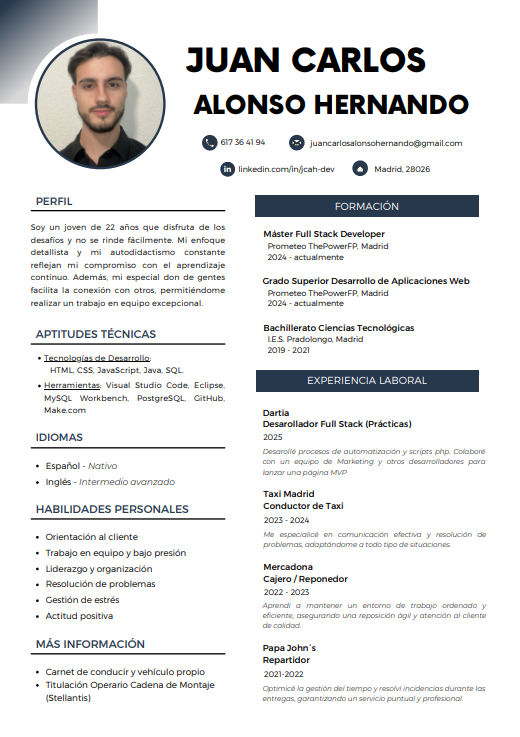 JUAN CARLOS
ALONSO HERNANDO
617 36 41 94
juancarlosalonsohernando@gmail.com
linkedin.com/in/jcah-dev
Madrid, 28026
PERFIL
Soy un joven de 22 años que disfruta de los
desafíos y no se rinde fácilmente. Mi enfoque
detallista y mi autodidactismo constante
reflejan mi compromiso con el aprendizaje
continuo. Además, mi especial don de gentes
facilita la conexión con otros, permitiéndome
realizar un trabajo en equipo excepcional.
APTITUDES TÉCNICAS
• Tecnologías de Desarrollo:
HTML, CSS, JavaScript, Java, SQL.
• Herramientas: Visual Studio Code, Eclipse,
MySQL Workbench, PostgreSQL, GitHub,
Make.com
IDIOMAS
• Español - Nativo
• Inglés - Intermedio avanzado
HABILIDADES PERSONALES
• Orientación al cliente
• Trabajo en equipo y bajo presión
• Liderazgo y organización
• Resolución de problemas
• Gestión de estrés
• Actitud positiva
MÁS INFORMACIÓN
• Carnet de conducir y vehículo propio
• Titulación Operario Cadena de Montaje
(Stellantis)
FORMACIÓN
Máster Full Stack Developer
Prometeo ThePowerFP, Madrid
2024 - actualmente
Grado Superior Desarrollo de Aplicaciones Web
Prometeo ThePowerFP, Madrid
2024 - actualmente
Bachillerato Ciencias Tecnológicas
I.E.S. Pradolongo, Madrid
2019 - 2021
EXPERIENCIA LABORAL
Dartia
Desarollador Full Stack (Prácticas)
2025
Desarollé procesos de automatización y scripts php. Colaboré
con un equipo de Marketing y otros desarrolladores para
lanzar una página MVP
Taxi Madrid
Conductor de Taxi
2023 - 2024
Me especialicé en comunicación efectiva y resolución de
problemas, adaptándome a todo tipo de situaciones.
Mercadona
Cajero / Reponedor
2022 - 2023
Aprendí a mantener un entorno de trabajo ordenado y
eficiente, asegurando una reposición ágil y atención al cliente
de calidad.
Papa John´s
Repartidor
2021-2022
Optimicé la gestión del tiempo y resolví incidencias durante las
entregas, garantizando un servicio puntual y profesional.